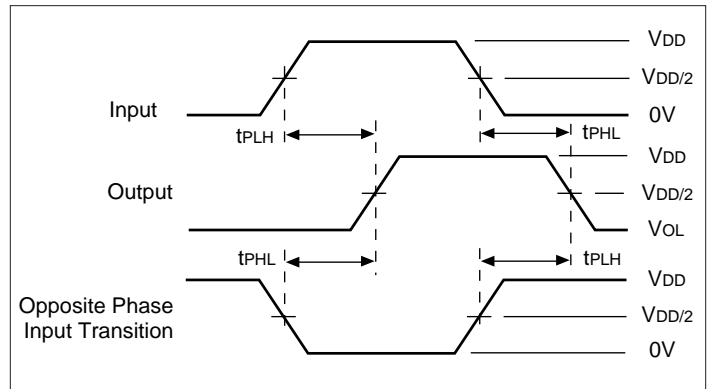 VDD
VDD/2
Input
0V
tPLH
tPHL
VDD
Output
VDD/2
VOL
tPHL
tPLH
VDD
Opposite Phase
Input Transition
VDD/2
0V